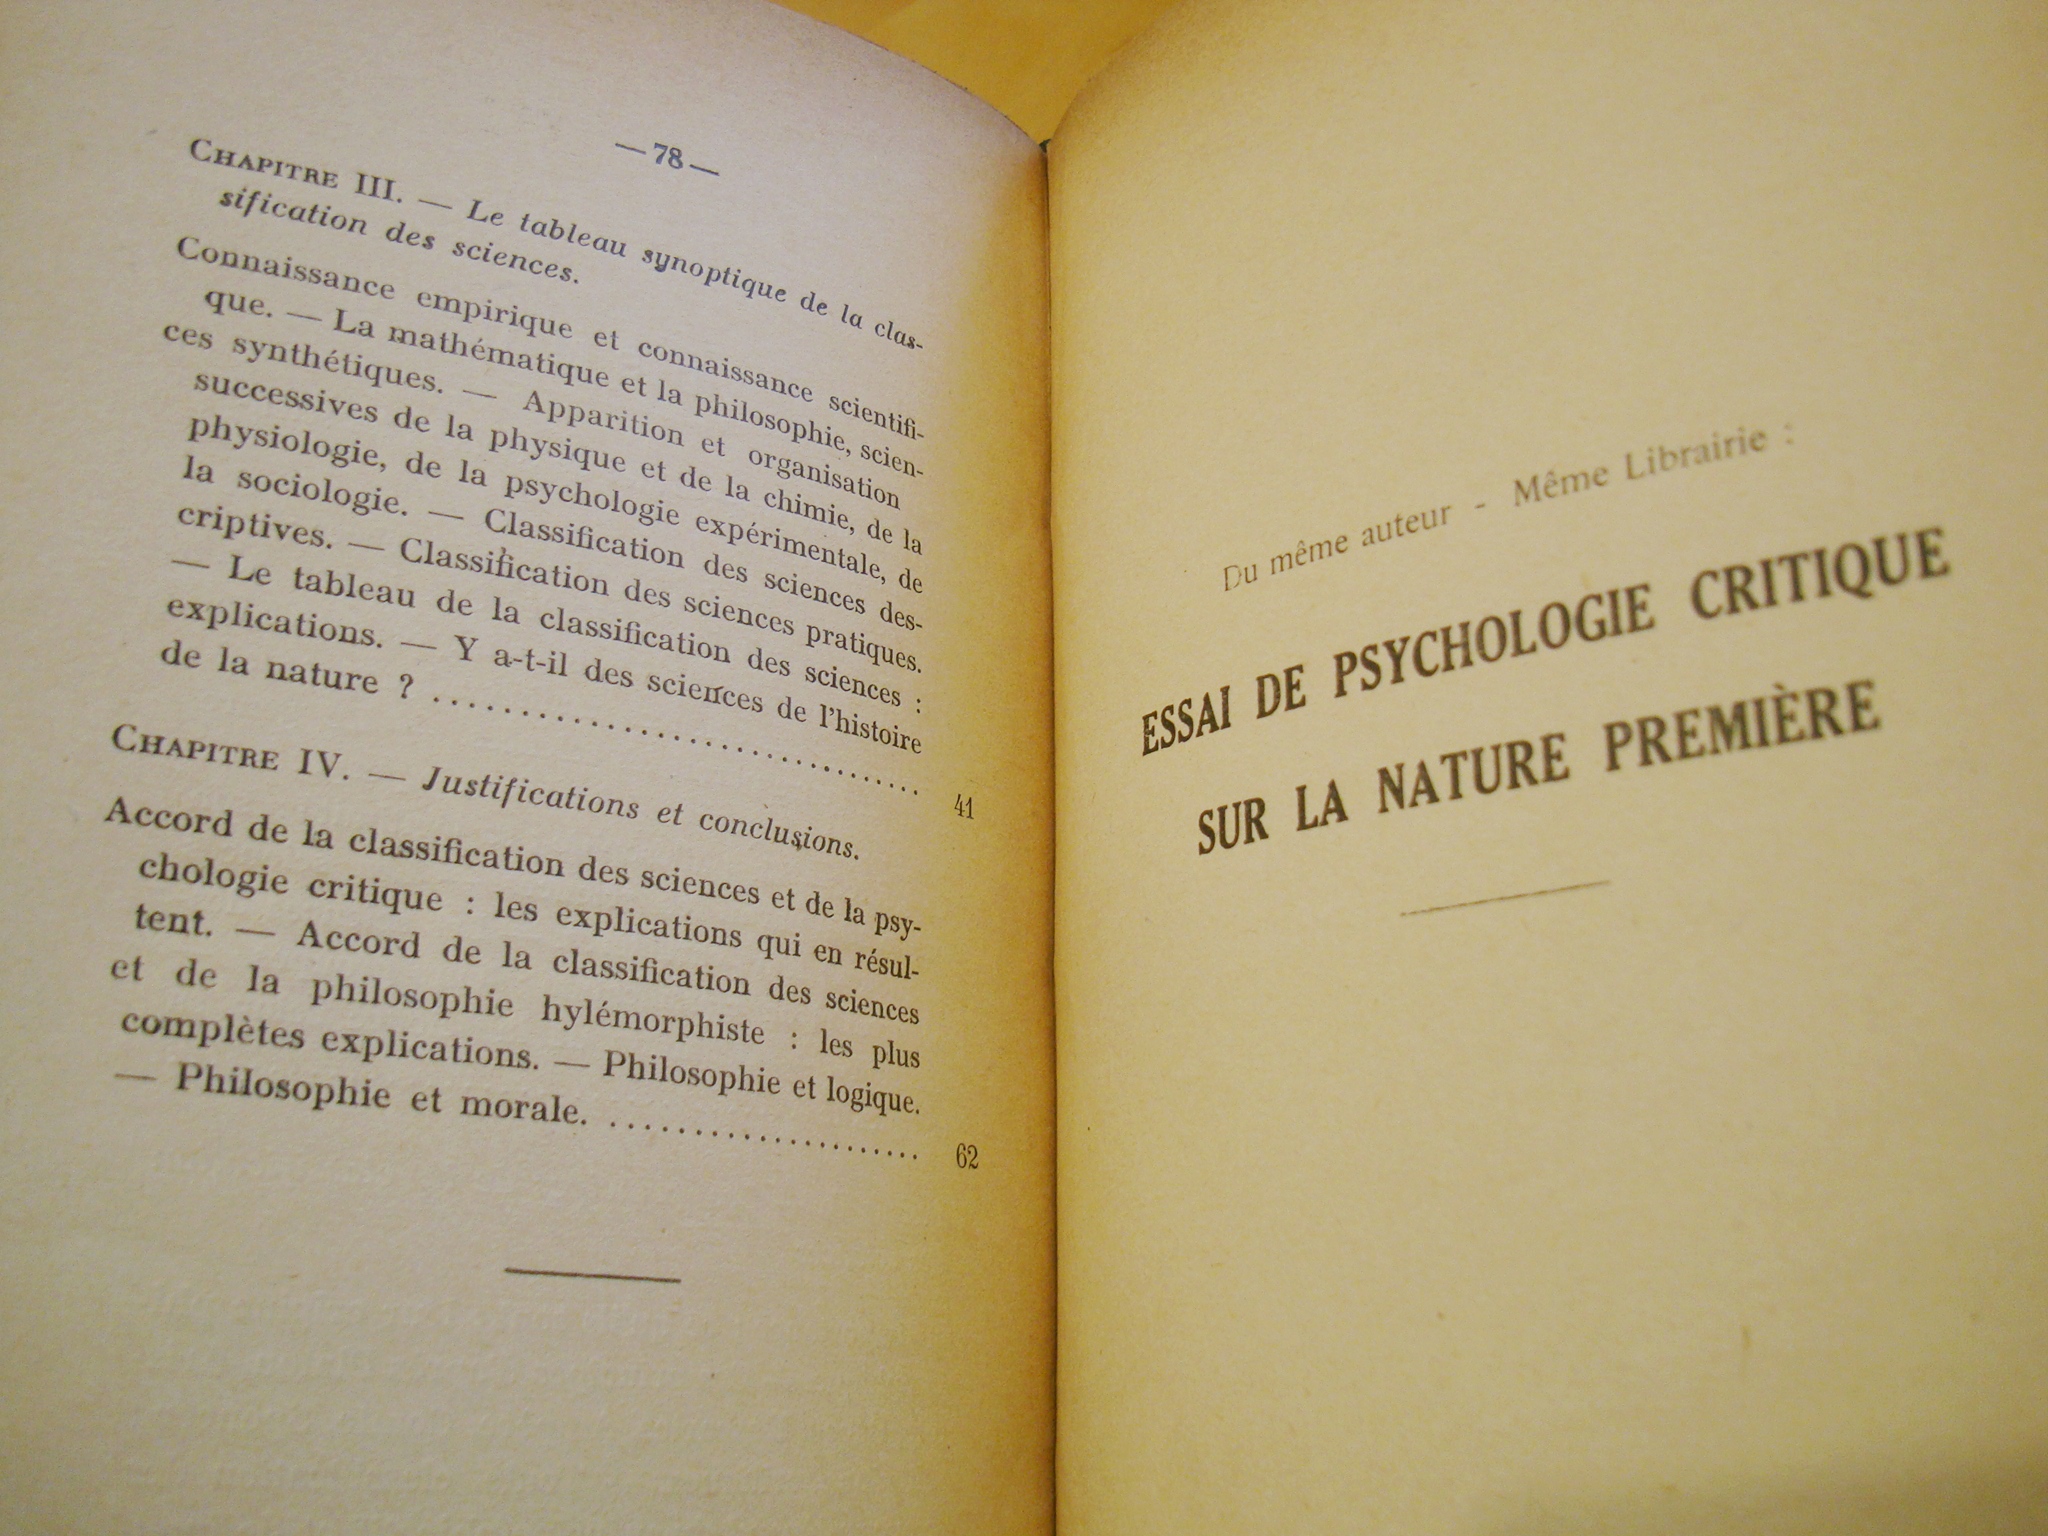 — 78 —
CHAPITRE III. — Le tableau synoptique de la clas-
sification des sciences.
Connaissance empirique et connaissance scientifi-
que. — La mathématique et la philosophie, scien-
ces synthétiques. — Apparition et organisation
successives de la physique et de la chimie, de la
physiologie, de la psychologie expérimentale, de
la sociologie. — Classification des sciences des-
criptives. — Classification des sciences pratiques.
— Le tableau de la classification des sciences :
explications. — Y a-t-il des sciences de l'histoire
de la nature ? ........................................ 41
CHAPITRE IV. — Justifications et conclusions.
Accord de la classification des sciences et de la psy-
chologie critique : les explications qui en résul-
tent. — Accord de la classification des sciences
et de la philosophie hylémorphiste : les plus
complètes explications. — Philosophie et logique.
— Philosophie et morale. ........................ 62
Du même auteur - Même Librairie :
ESSAI DE PSYCHOLOGIE CRITIQUE
SUR LA NATURE PREMIÈRE